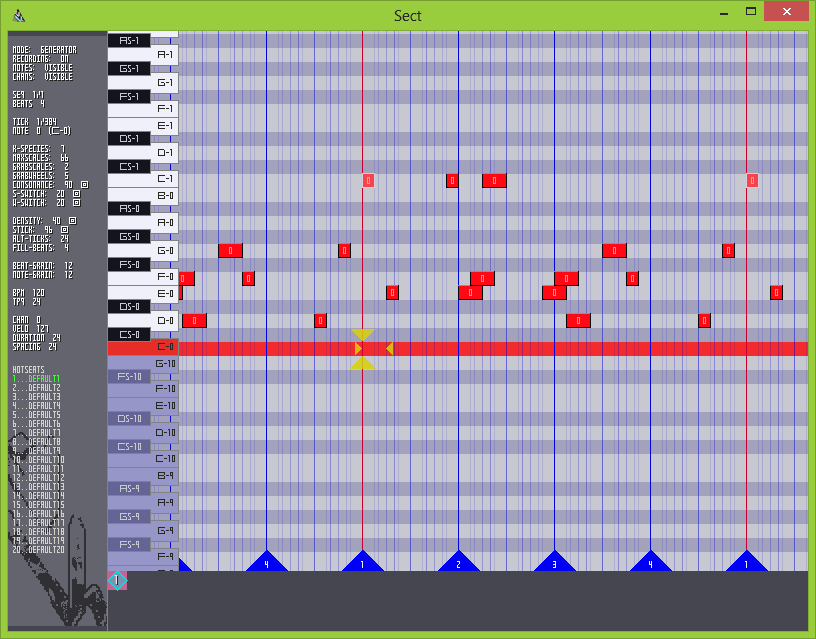 Sect
MODE: GENERATOR
RECORDING: ON
NOTES: VISIBLE
CHANS: VISIBLE
SEQ 1/1
BEATS 4
TICK 1/384
NOTE 0 (C-0)
K-SPECIES: 7
MAXSCALES: 66
GRABSCALES: 2
GRABWHEELS: 5
CONSONANCE: 90
S-SWITCH: 20
W-SWITCH: 20
DENSITY: 40
STICK: 96
ALT-TICKS: 24
FILL-BEATS: 4
BEAT-GRAIN: 12
NOTE-GRAIN: 12
BPM 120
TPQ 24
CHAN 0
VELO 127
DURATION 24
SPACING 24
HOTSEATS
1...DEFAULT1
2...DEFAULT2
3...DEFAULT3
4...DEFAULT4
5...DEFAULT5
6...DEFAULT6
7...DEFAULT7
8...DEFAULT8
9...DEFAULT9
10..DEFAULT10
11..DEFAULT11
12..DEFAULT12
13..DEFAULT13
14..DEFAULT14
15..DEFAULT15
16..DEFAULT16
17..DEFAULT17
18..DEFAULT18
19..DEFAULT19
20..DEFAULT20
AS-1
A-1
GS-1
G-1
FS-1
F-1
E-1
DS-1
D-1
CS-1
C-1
B-0
AS-0
A-0
GS-0
G-0
FS-0
F-0
E-0
DS-0
D-0
CS-0
C-0
G-10
FS-10
F-10
E-10
DS-10
D-10
CS-10
C-10
B-9
AS-9
A-9
GS-9
G-9
FS-9
F-9
4 1 2 3 4 1
1